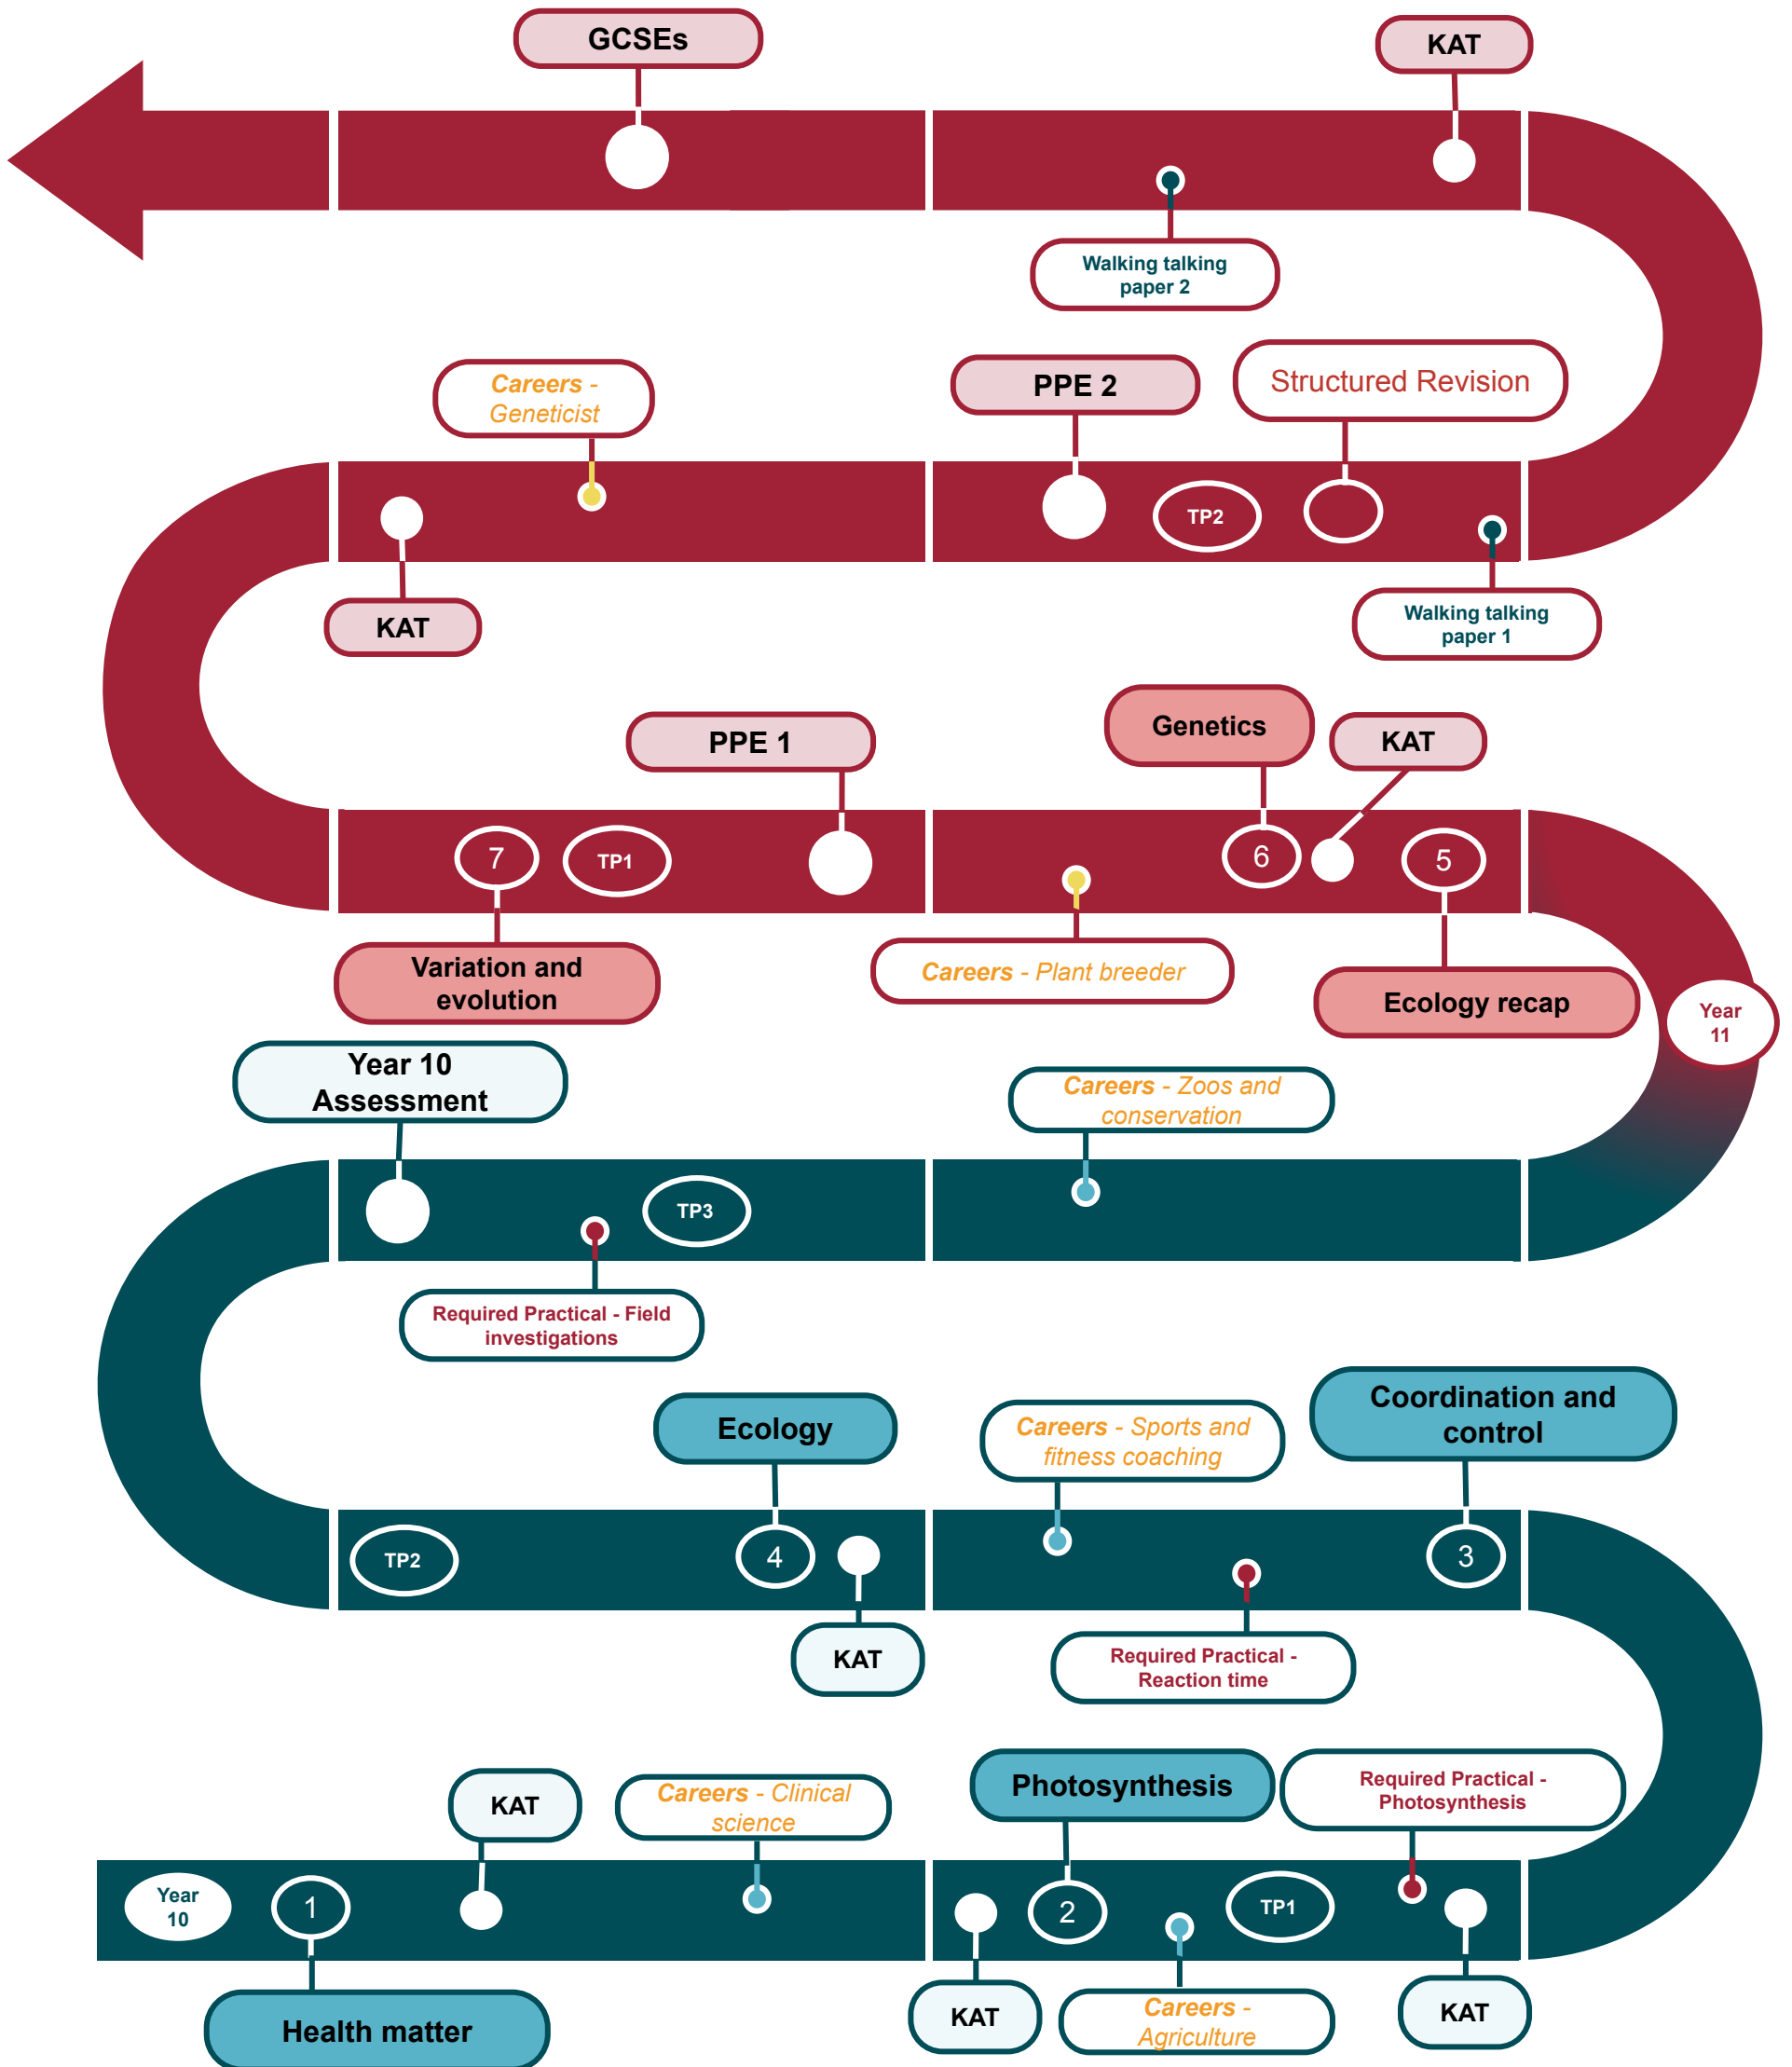 GCSEs
KAT
Walking talking
paper 2
Careers -
Geneticist
PPE 2
Structured Revision
TP2
KAT
Walking talking
paper 1
PPE 1
Genetics
KAT
7
TP1
6
5
Variation and
evolution
Careers - Plant breeder
Ecology recap
Year
11
Year 10
Assessment
Careers - Zoos and
conservation
TP3
Required Practical - Field
investigations
Ecology
Careers - Sports and
fitness coaching
Coordination and
control
TP2
4
3
KAT
Required Practical -
Reaction time
KAT
Careers - Clinical
science
Photosynthesis
Required Practical -
Photosynthesis
Year
10
1
2
TP1
Health matter
KAT
Careers -
Agriculture
KAT